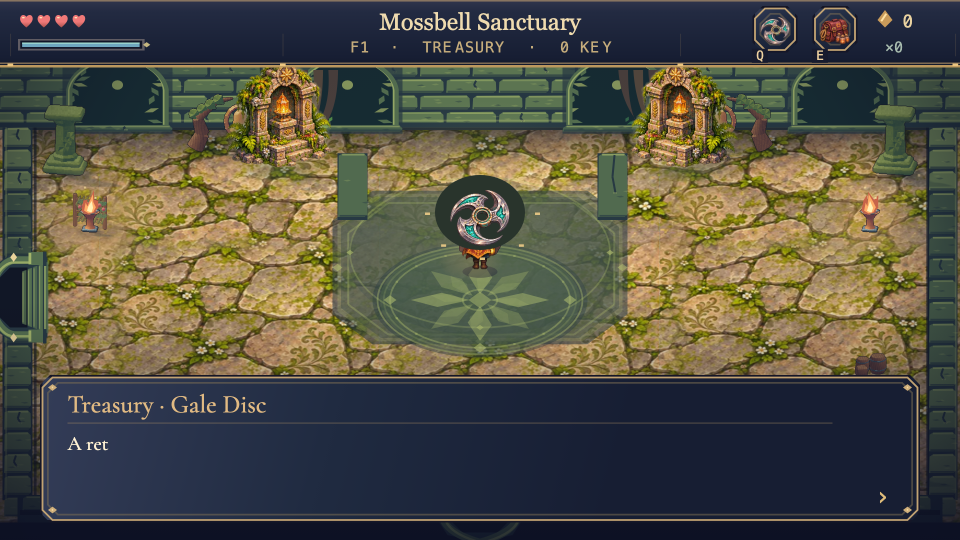 Mossbell Sanctuary
F1 · TREASURY · 0 KEY
Q
E
0
×0
Treasury · Gale Disc
A ret